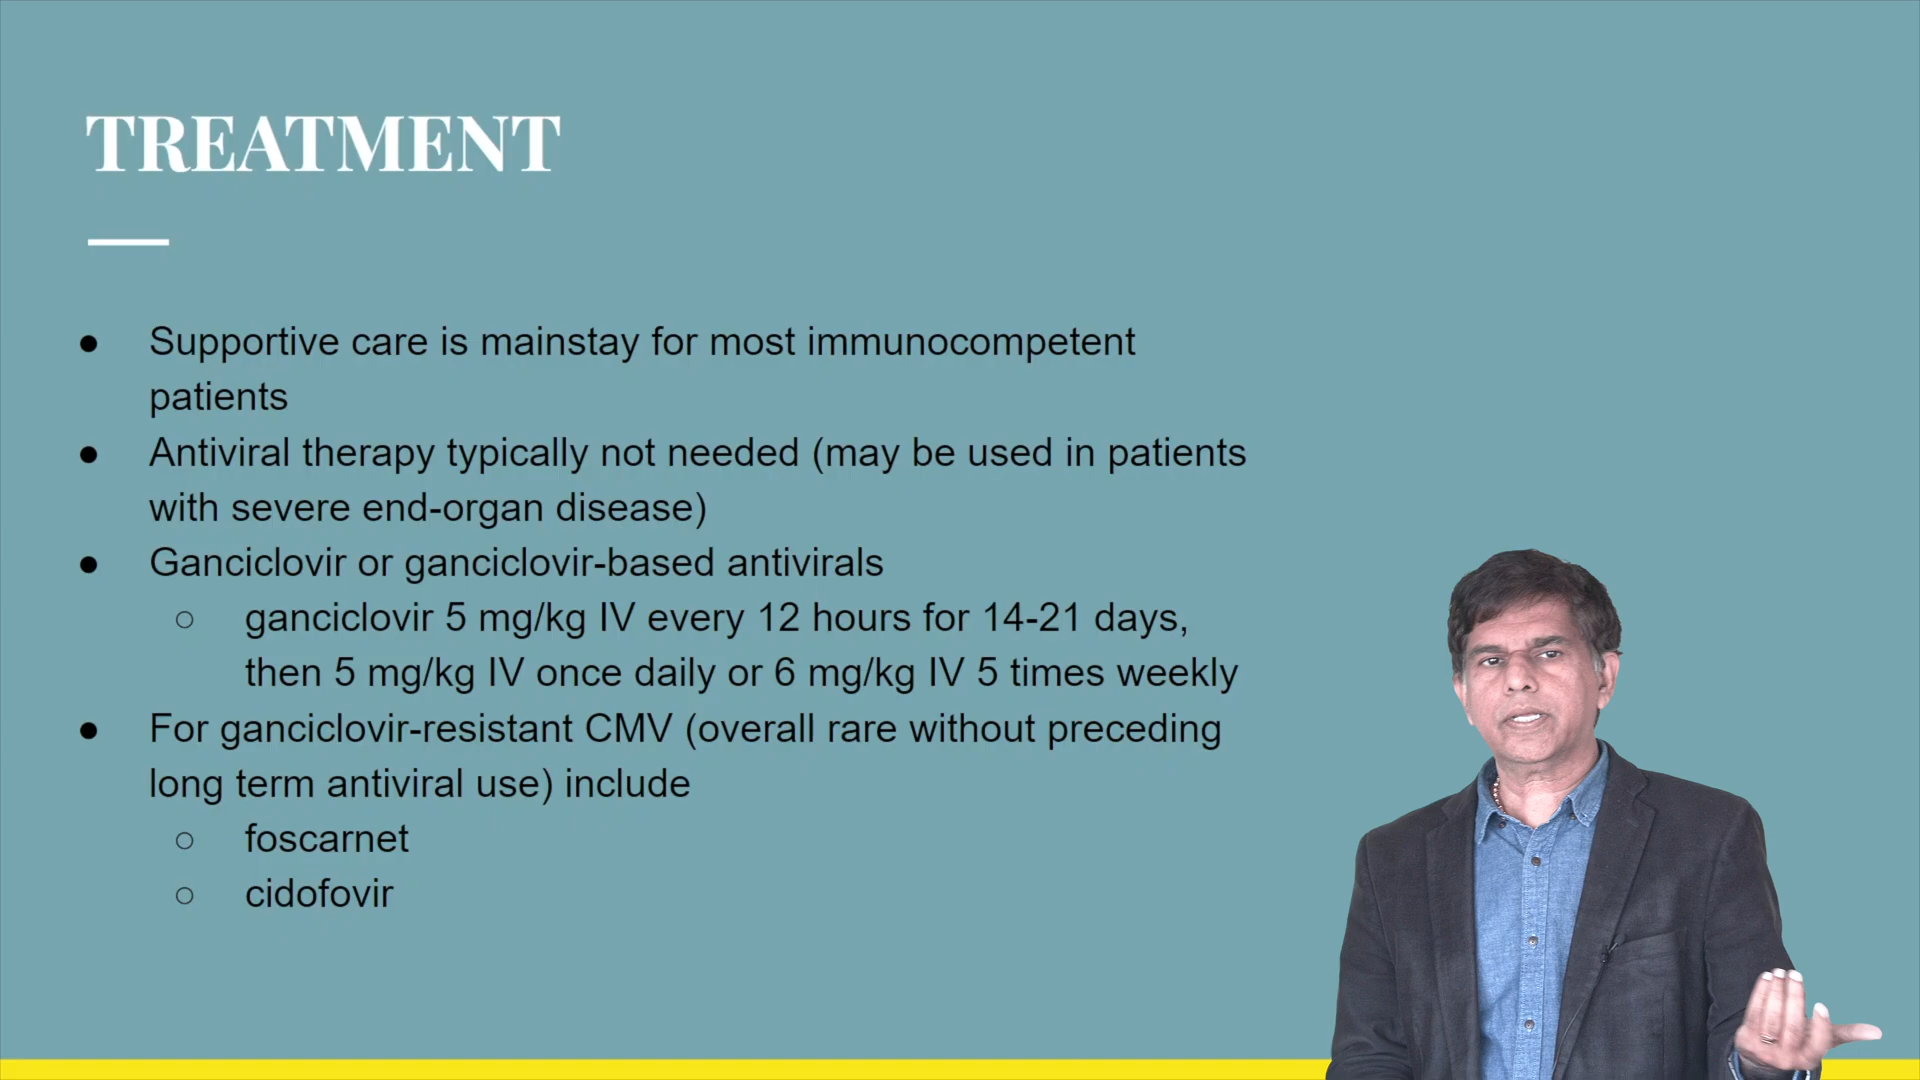 TREATMENT
● Supportive care is mainstay for most immunocompetent
patients
● Antiviral therapy typically not needed (may be used in patients
with severe end-organ disease)
● Ganciclovir or ganciclovir-based antivirals
○ ganciclovir 5 mg/kg IV every 12 hours for 14-21 days,
then 5 mg/kg IV once daily or 6 mg/kg IV 5 times weekly
● For ganciclovir-resistant CMV (overall rare without preceding
long term antiviral use) include
○ foscarnet
○ cidofovir